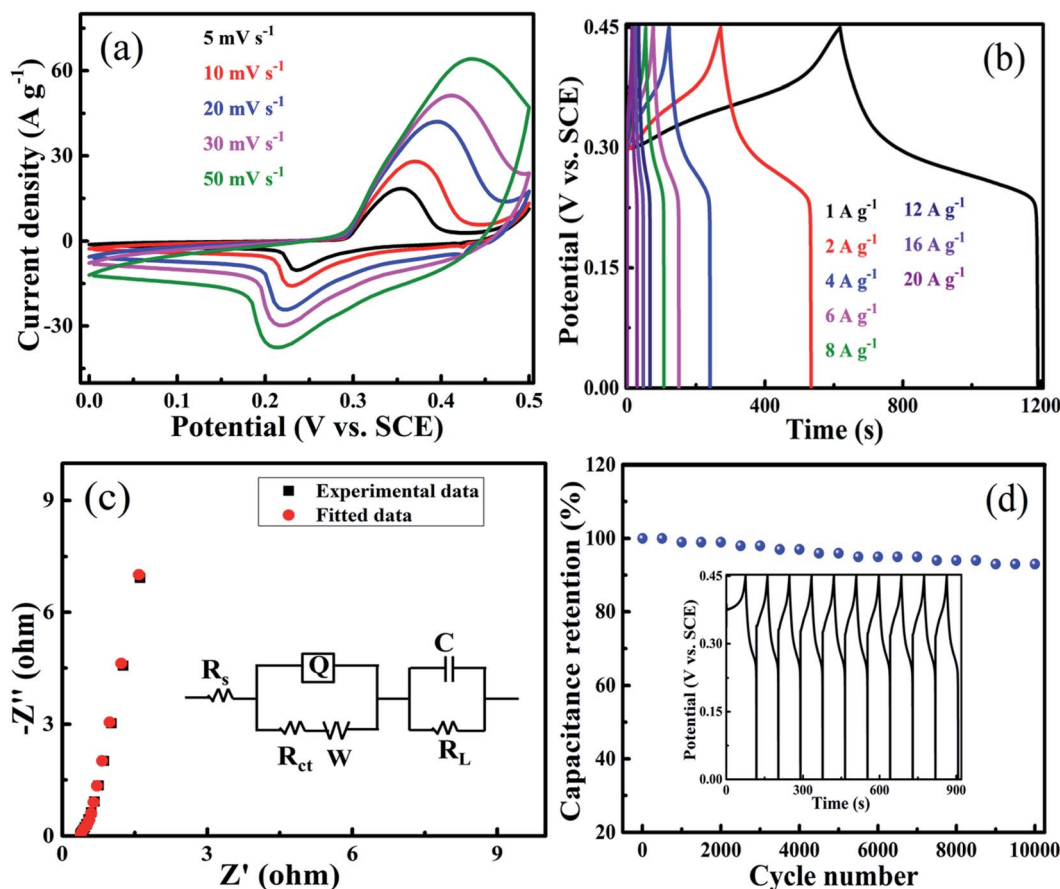 (a)
5 mV s⁻¹
10 mV s⁻¹
20 mV s⁻¹
30 mV s⁻¹
50 mV s⁻¹
60
30
0
-30
Current density (A g⁻¹)
0.0 0.1 0.2 0.3 0.4 0.5
Potential (V vs. SCE)
(b)
0.45
0.30
0.15
0.00
Potential (V vs. SCE)
1 A g⁻¹
2 A g⁻¹
4 A g⁻¹
6 A g⁻¹
8 A g⁻¹
12 A g⁻¹
16 A g⁻¹
20 A g⁻¹
0 400 800 1200
Time (s)
(c)
Experimental data
Fitted data
9
6
3
0
-Z'' (ohm)
Rs
Q
Rct W
C
RL
0 3 6 9
Z' (ohm)
(d)
120
100
80
60
40
20
Capacitance retention (%)
0.45
0.30
0.15
0.00
Potential (V vs. SCE)
0 300 600 900
Time (s)
0 2000 4000 6000 8000 10000
Cycle number